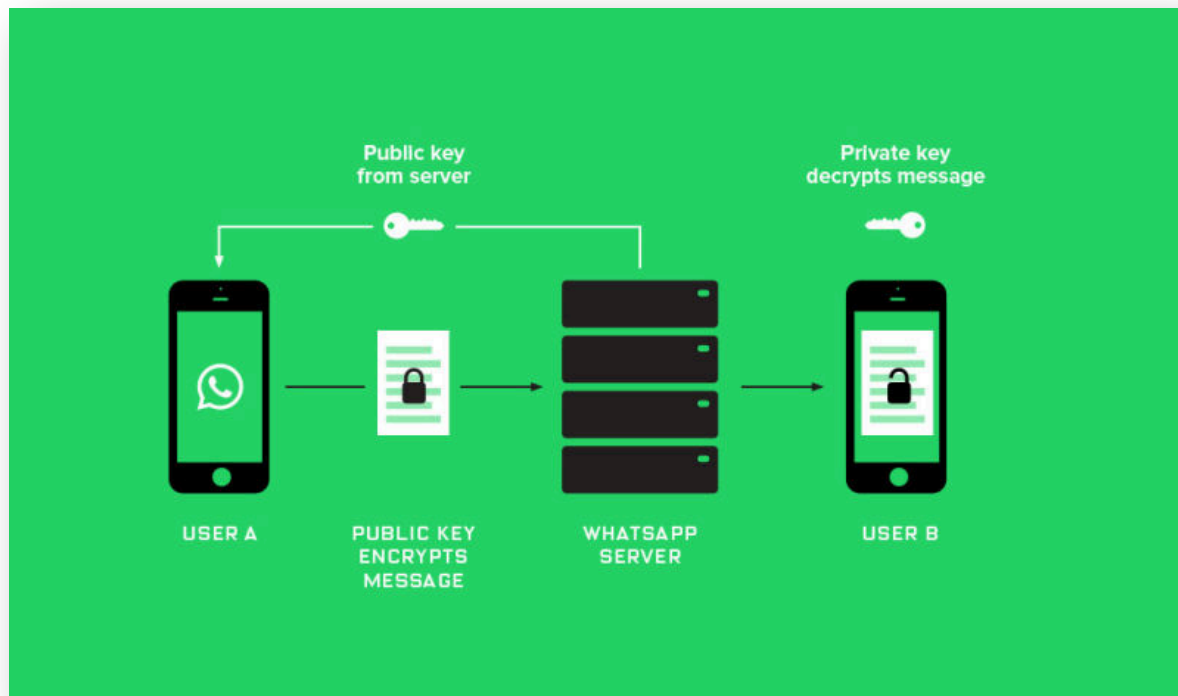 Public key
from server
Private key
decrypts message
USER A
PUBLIC KEY
ENCRYPTS
MESSAGE
WHATSAPP
SERVER
USER B